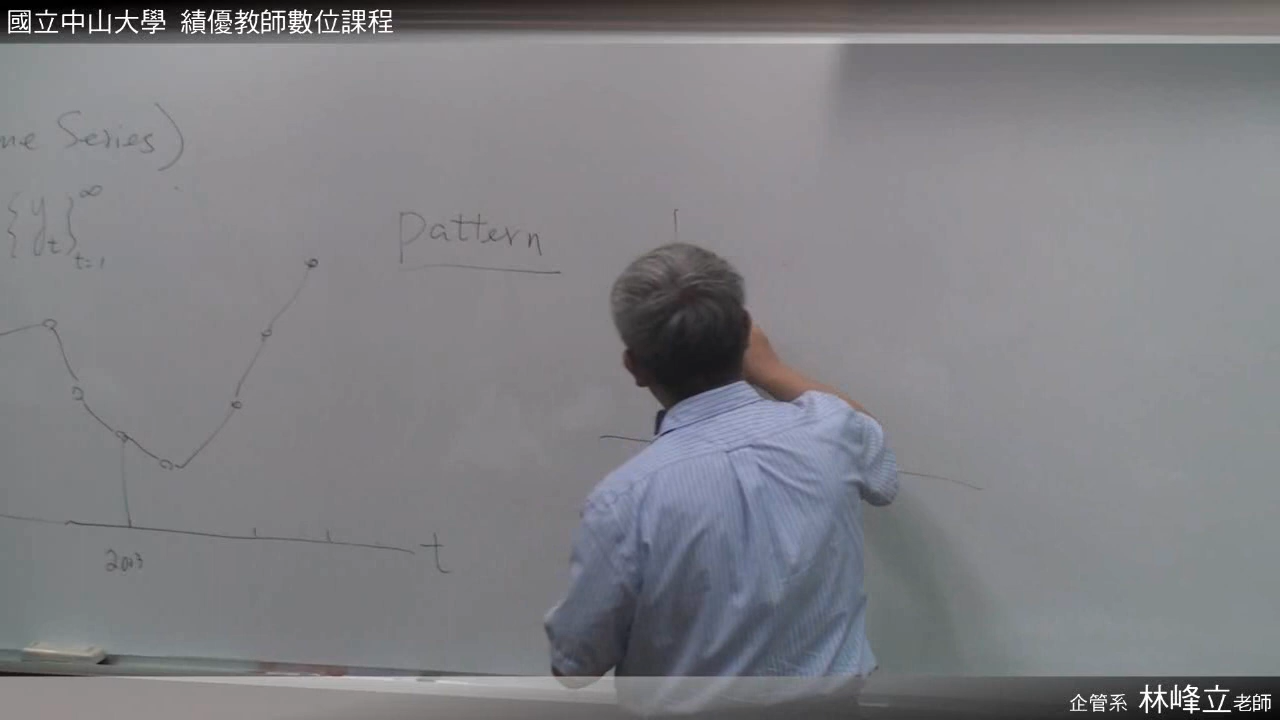 國立中山大學 績優教師數位課程
me Series)
{y_t}_{t=1}^∞
pattern
t
2003
企管系 林峰立老師